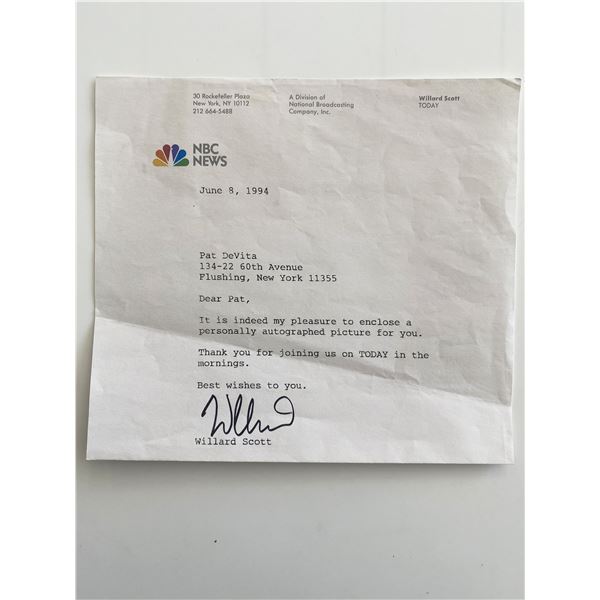 30 Rockefeller Plaza
New York, NY 10112
212 664-5488
A Division of
National Broadcasting
Company, Inc.
Willard Scott
TODAY
NBC
NEWS
June 8, 1994
Pat DeVita
134-22 60th Avenue
Flushing, New York 11355
Dear Pat,
It is indeed my pleasure to enclose a
personally autographed picture for you.
Thank you for joining us on TODAY in the
mornings.
Best wishes to you.
Willard
Willard Scott